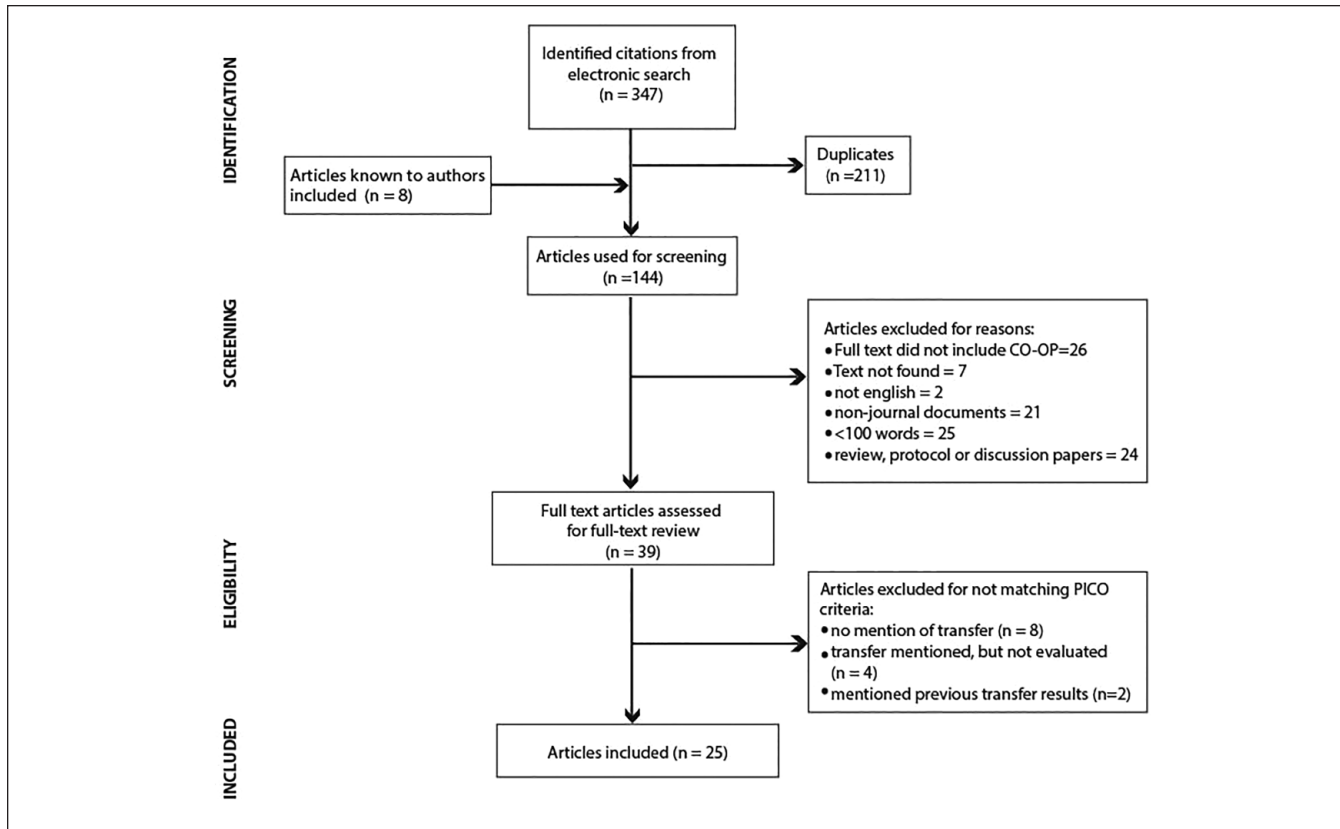 IDENTIFICATION
Identified citations from
electronic search
(n = 347)
Duplicates
(n =211)
Articles known to authors
included (n = 8)
Articles used for screening
(n =144)
SCREENING
Articles excluded for reasons:
•Full text did not include CO-OP=26
•Text not found = 7
•not english = 2
•non-journal documents = 21
•<100 words = 25
•review, protocol or discussion papers = 24
Full text articles assessed
for full-text review
(n = 39)
ELIGIBILITY
Articles excluded for not matching PICO
criteria:
•no mention of transfer (n = 8)
•transfer mentioned, but not evaluated
(n = 4)
•mentioned previous transfer results (n=2)
INCLUDED
Articles included (n = 25)